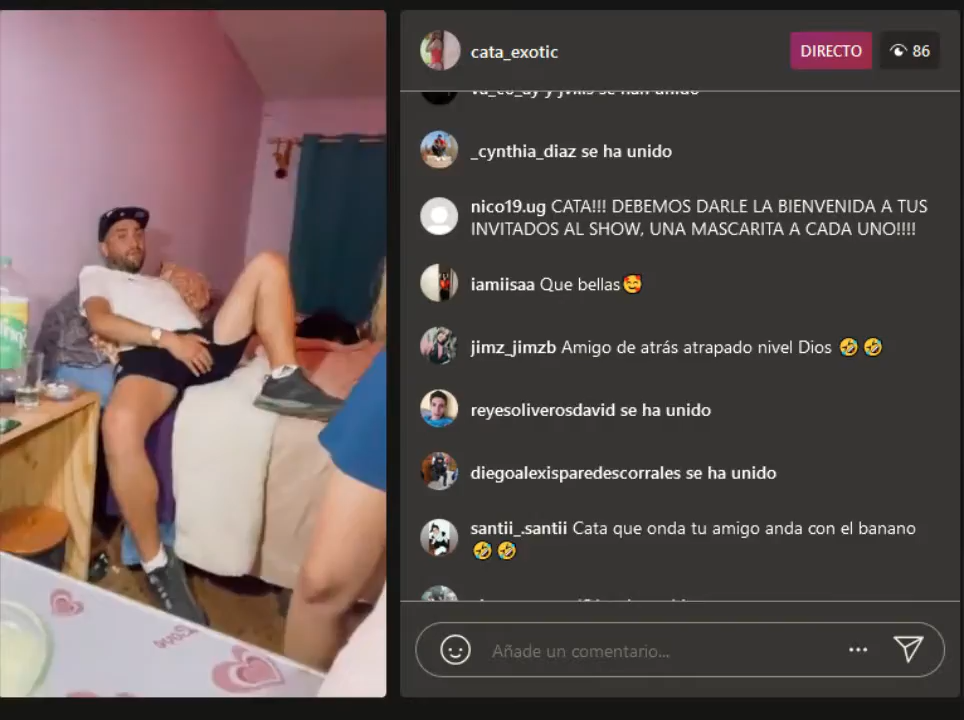 cata_exotic
DIRECTO
86
_cynthia_diaz se ha unido
nico19.ug CATA!!! DEBEMOS DARLE LA BIENVENIDA A TUS
INVITADOS AL SHOW, UNA MASCARITA A CADA UNO!!!!
iamiisaa Que bellas🥰
jimz_jimzb Amigo de atrás atrapado nivel Dios 🤣 🤣
reyesoliverosdavid se ha unido
diegoalexisparedescorrales se ha unido
santii_.santii Cata que onda tu amigo anda con el banano
🤣 🤣
Añade un comentario...